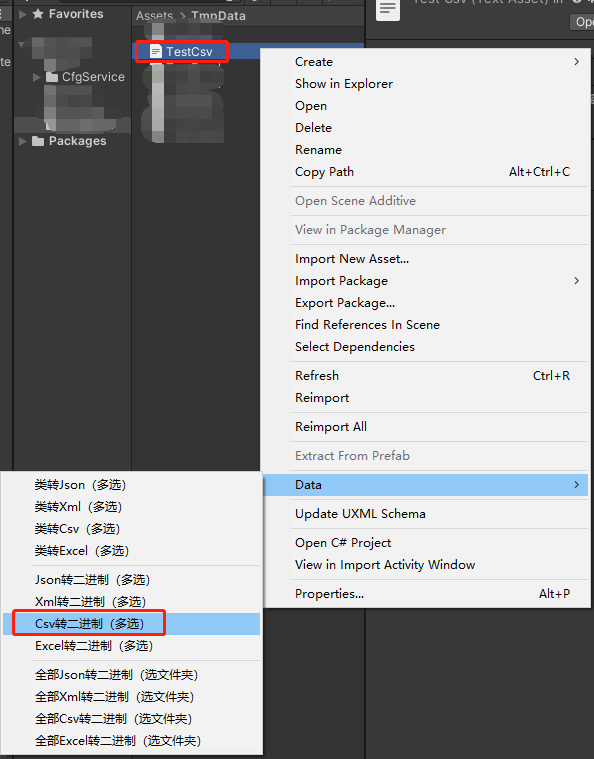 Favorites
CfgService
Packages
Assets > TmpData
TestCsv
Create
Show in Explorer
Open
Delete
Rename
Copy Path Alt+Ctrl+C
Open Scene Additive
View in Package Manager
Import New Asset...
Import Package
Export Package...
Find References In Scene
Select Dependencies
Refresh Ctrl+R
Reimport
Reimport All
Extract From Prefab
Data
Update UXML Schema
Open C# Project
View in Import Activity Window
Properties... Alt+P
类转Json（多选）
类转Xml（多选）
类转Csv（多选）
类转Excel（多选）
Json转二进制（多选）
Xml转二进制（多选）
Csv转二进制（多选）
Excel转二进制（多选）
全部Json转二进制（选文件夹）
全部Xml转二进制（选文件夹）
全部Csv转二进制（选文件夹）
全部Excel转二进制（选文件夹）